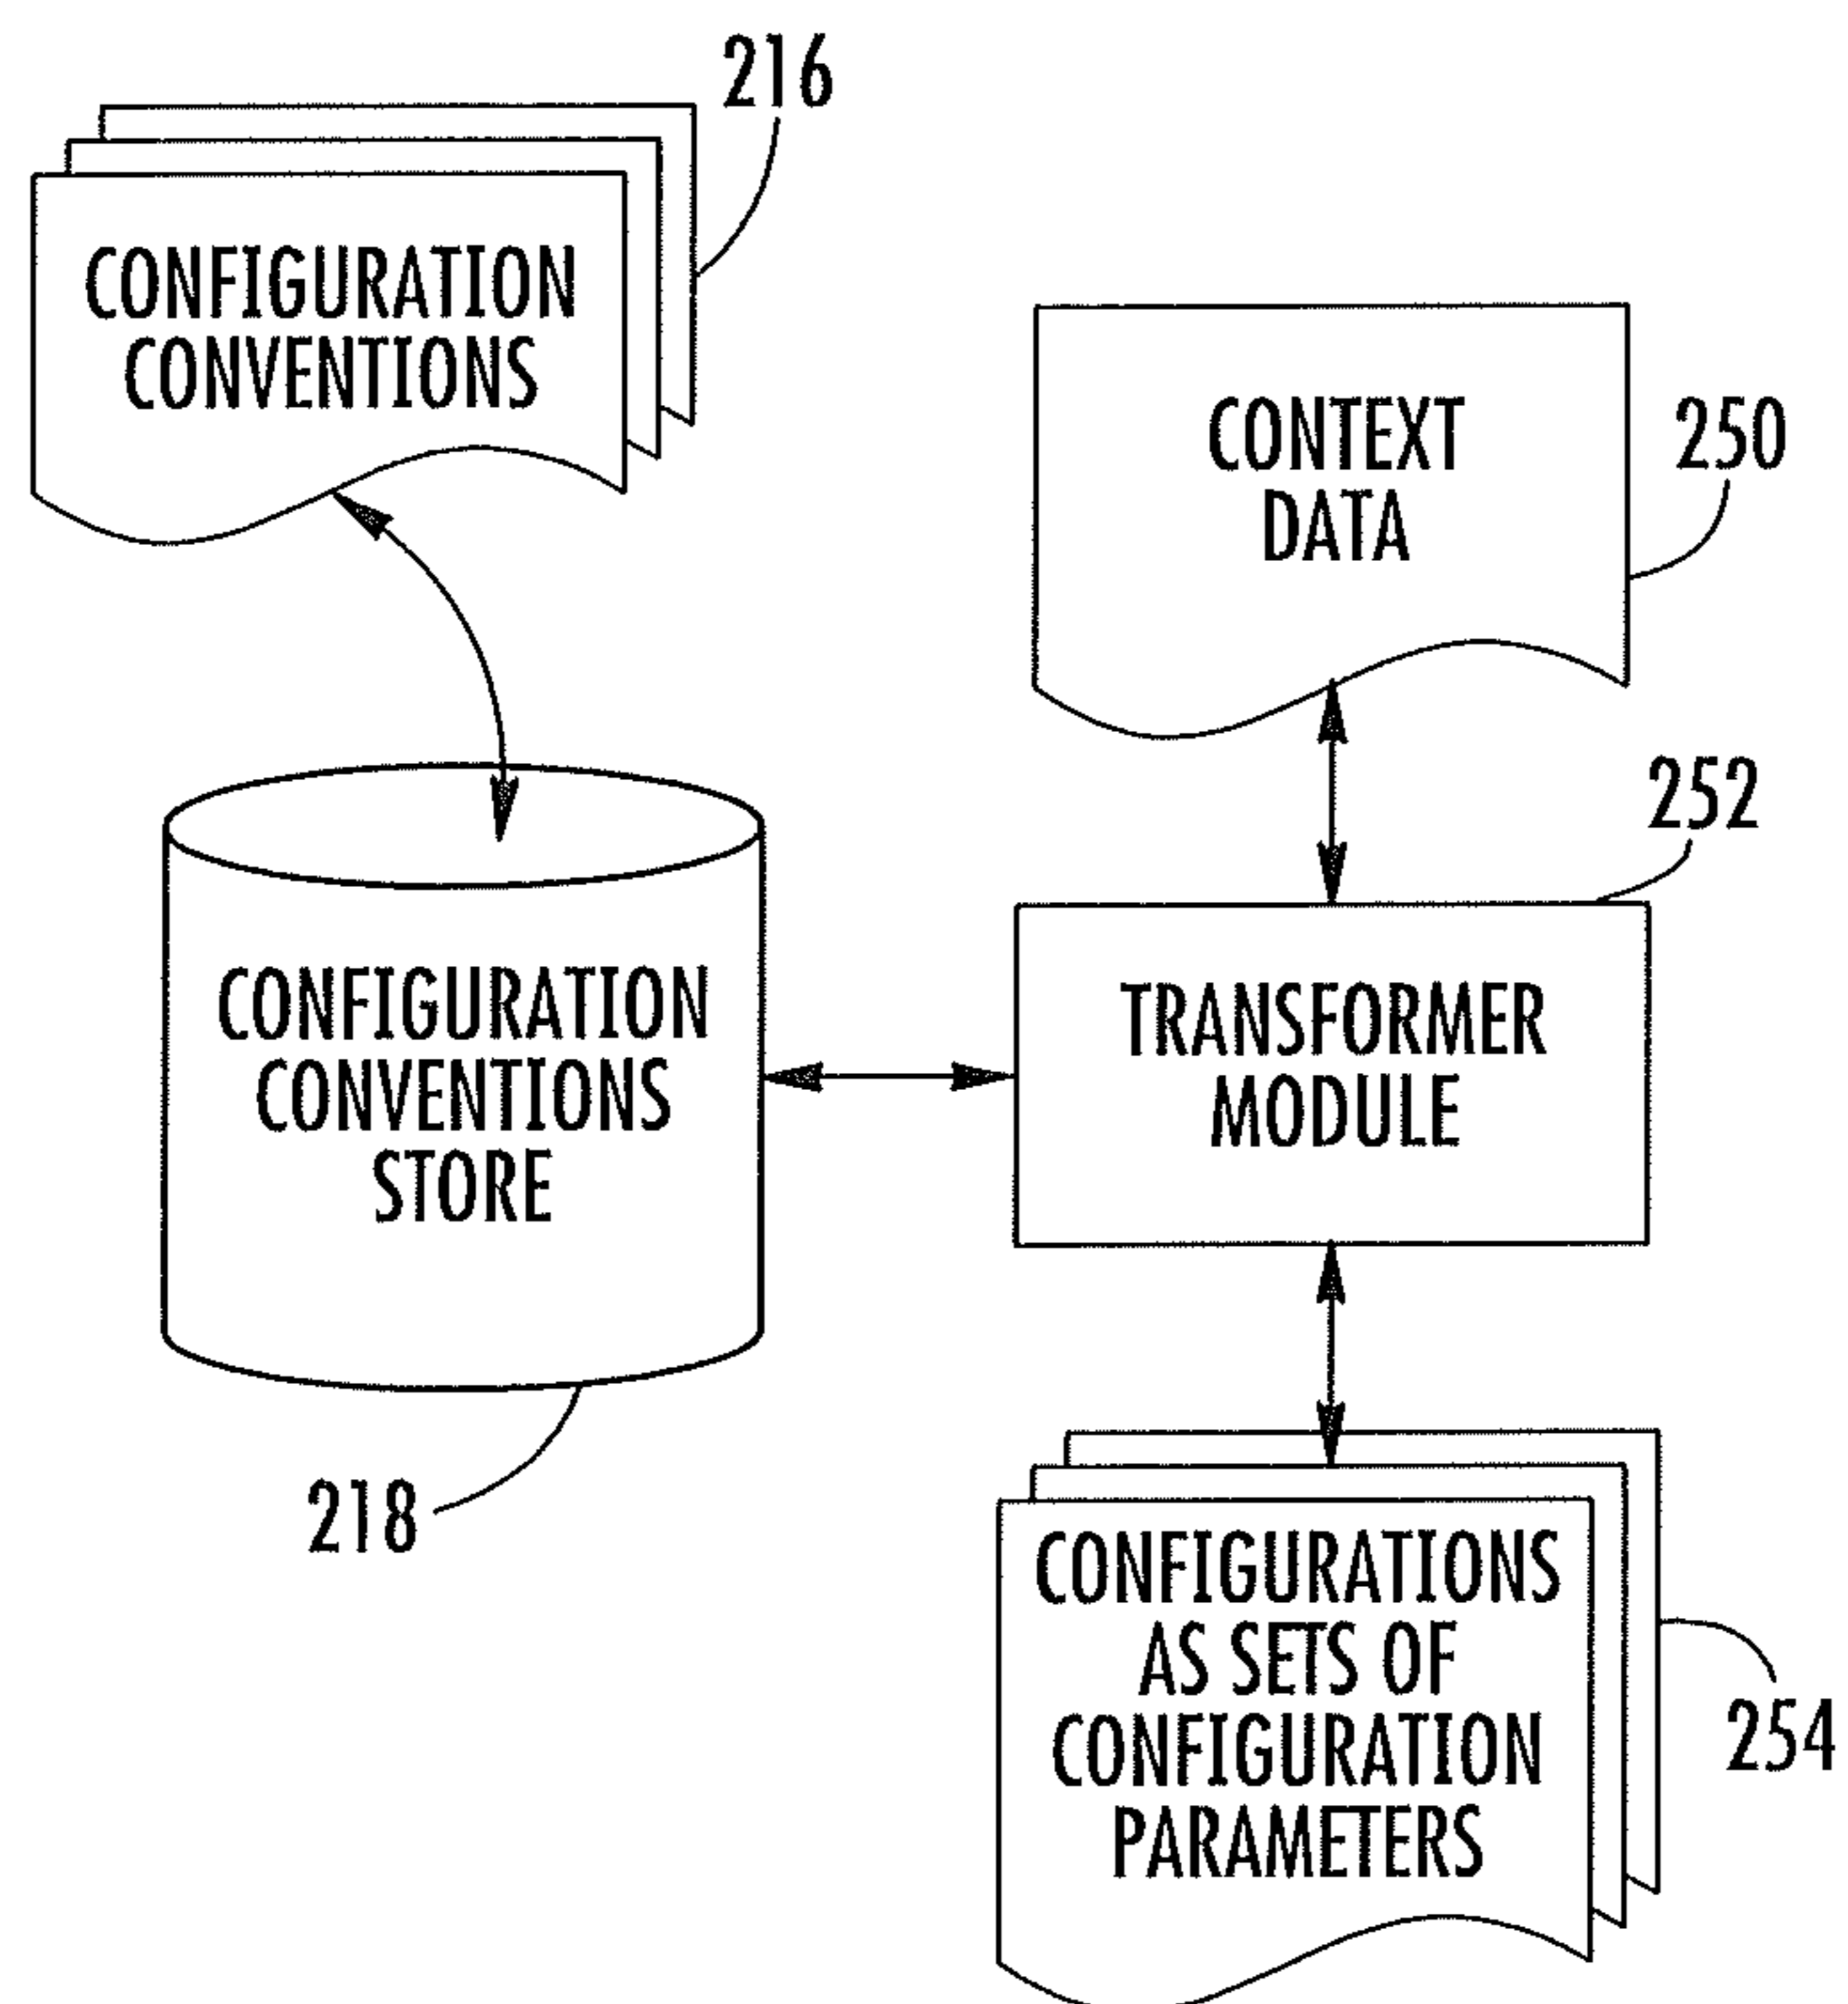 216
CONFIGURATION
CONVENTIONS
CONTEXT
DATA
250
252
CONFIGURATION
CONVENTIONS
STORE
TRANSFORMER
MODULE
218
CONFIGURATIONS
AS SETS OF
CONFIGURATION
PARAMETERS
254